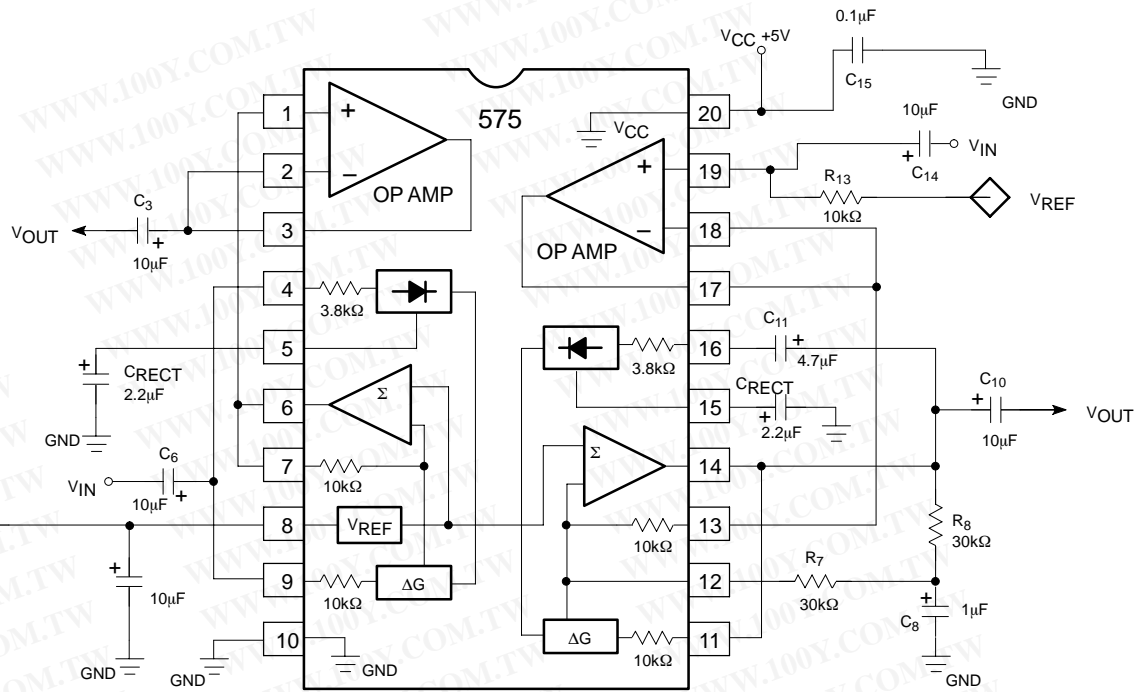 WWW.100Y.COM.TW
575
1
+
−
2
OP AMP
3
C3
+
10µF
VOUT
4
3.8kΩ
5
+
CRECT
2.2µF
GND
6
Σ
7
10kΩ
C6
VIN
10µF
+
8
VREF
9
10kΩ
ΔG
+
10µF
GND
10
GND
GND
20
VCC
VCC +5V
0.1µF
C15
GND
19
+
−
OP AMP
10µF
+
C14
VIN
R13
10kΩ
VREF
18
17
16
3.8kΩ
C11
+
4.7µF
15
CRECT
+
2.2µF
C10
+
10µF
VOUT
14
Σ
13
10kΩ
R8
30kΩ
12
R7
30kΩ
11
ΔG
10kΩ
+
1µF
C8
GND